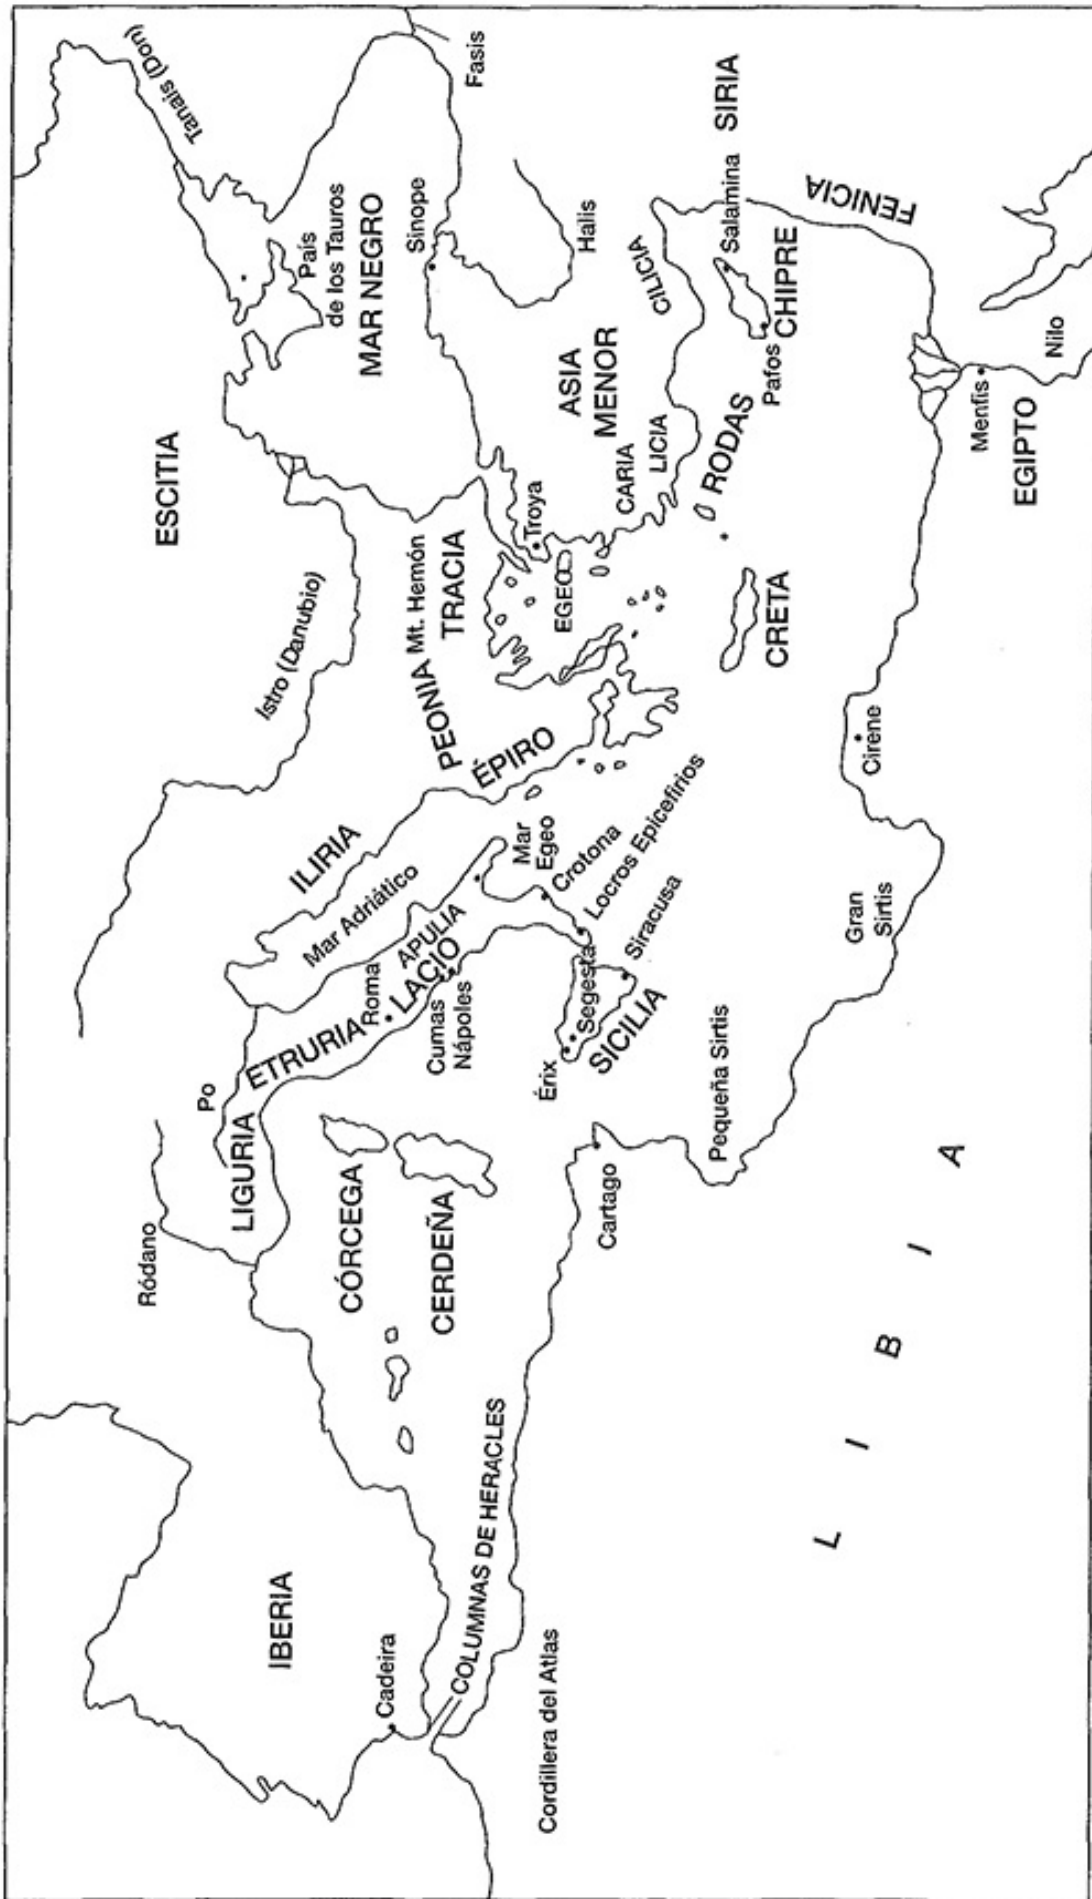 Tanais (Don)
Fasis
ESCITIA
País
de los Tauros
MAR NEGRO
Sinope
Halis
Istro (Danubio)
Mt. Hemón
TRACIA
PEONIA
ÉPIRO
ILIRIA
Mar Adriático
Ródano
Po
LIGURIA
ETRURIA
Roma
LACIO
APULIA
Cumas
Nápoles
Mar
Egeo
Crotona
Locros Epicefirios
Siracusa
Segesta
Érix
SICILIA
CÓRCEGA
CERDEÑA
IBERIA
Cadeira
COLUMNAS DE HERACLES
Cordillera del Atlas
Cartago
Pequeña Sirtis
Gran
Sirtis
Cirene
LIBIA
EGEO
Troya
ASIA
MENOR
CARIA
LICIA
CILICIA
RODAS
CRETA
Pafos
CHIPRE
Salamina
SIRIA
FENICIA
Menfis
EGIPTO
Nilo